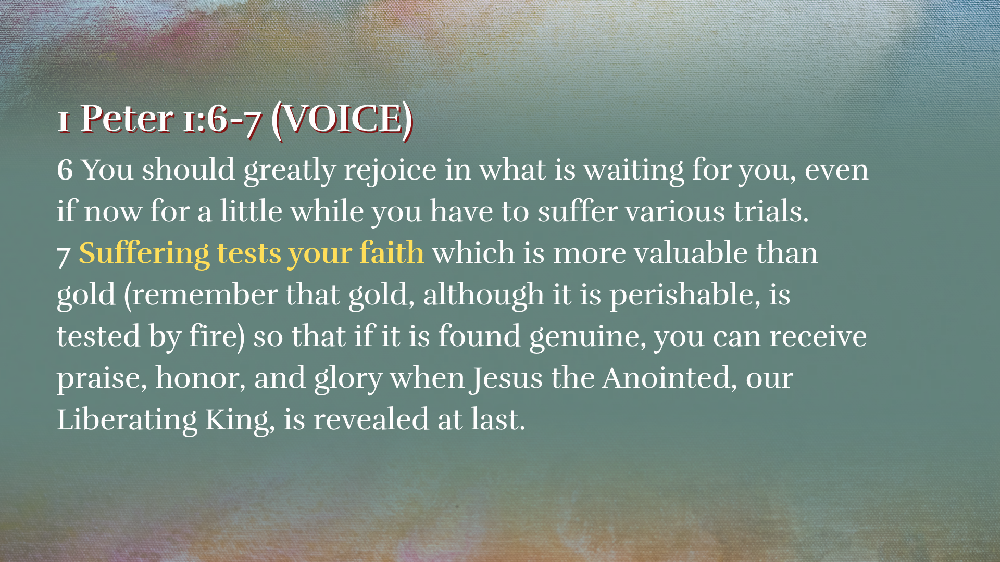 1 Peter 1:6-7 (VOICE)
6 You should greatly rejoice in what is waiting for you, even
if now for a little while you have to suffer various trials.
7 Suffering tests your faith which is more valuable than
gold (remember that gold, although it is perishable, is
tested by fire) so that if it is found genuine, you can receive
praise, honor, and glory when Jesus the Anointed, our
Liberating King, is revealed at last.